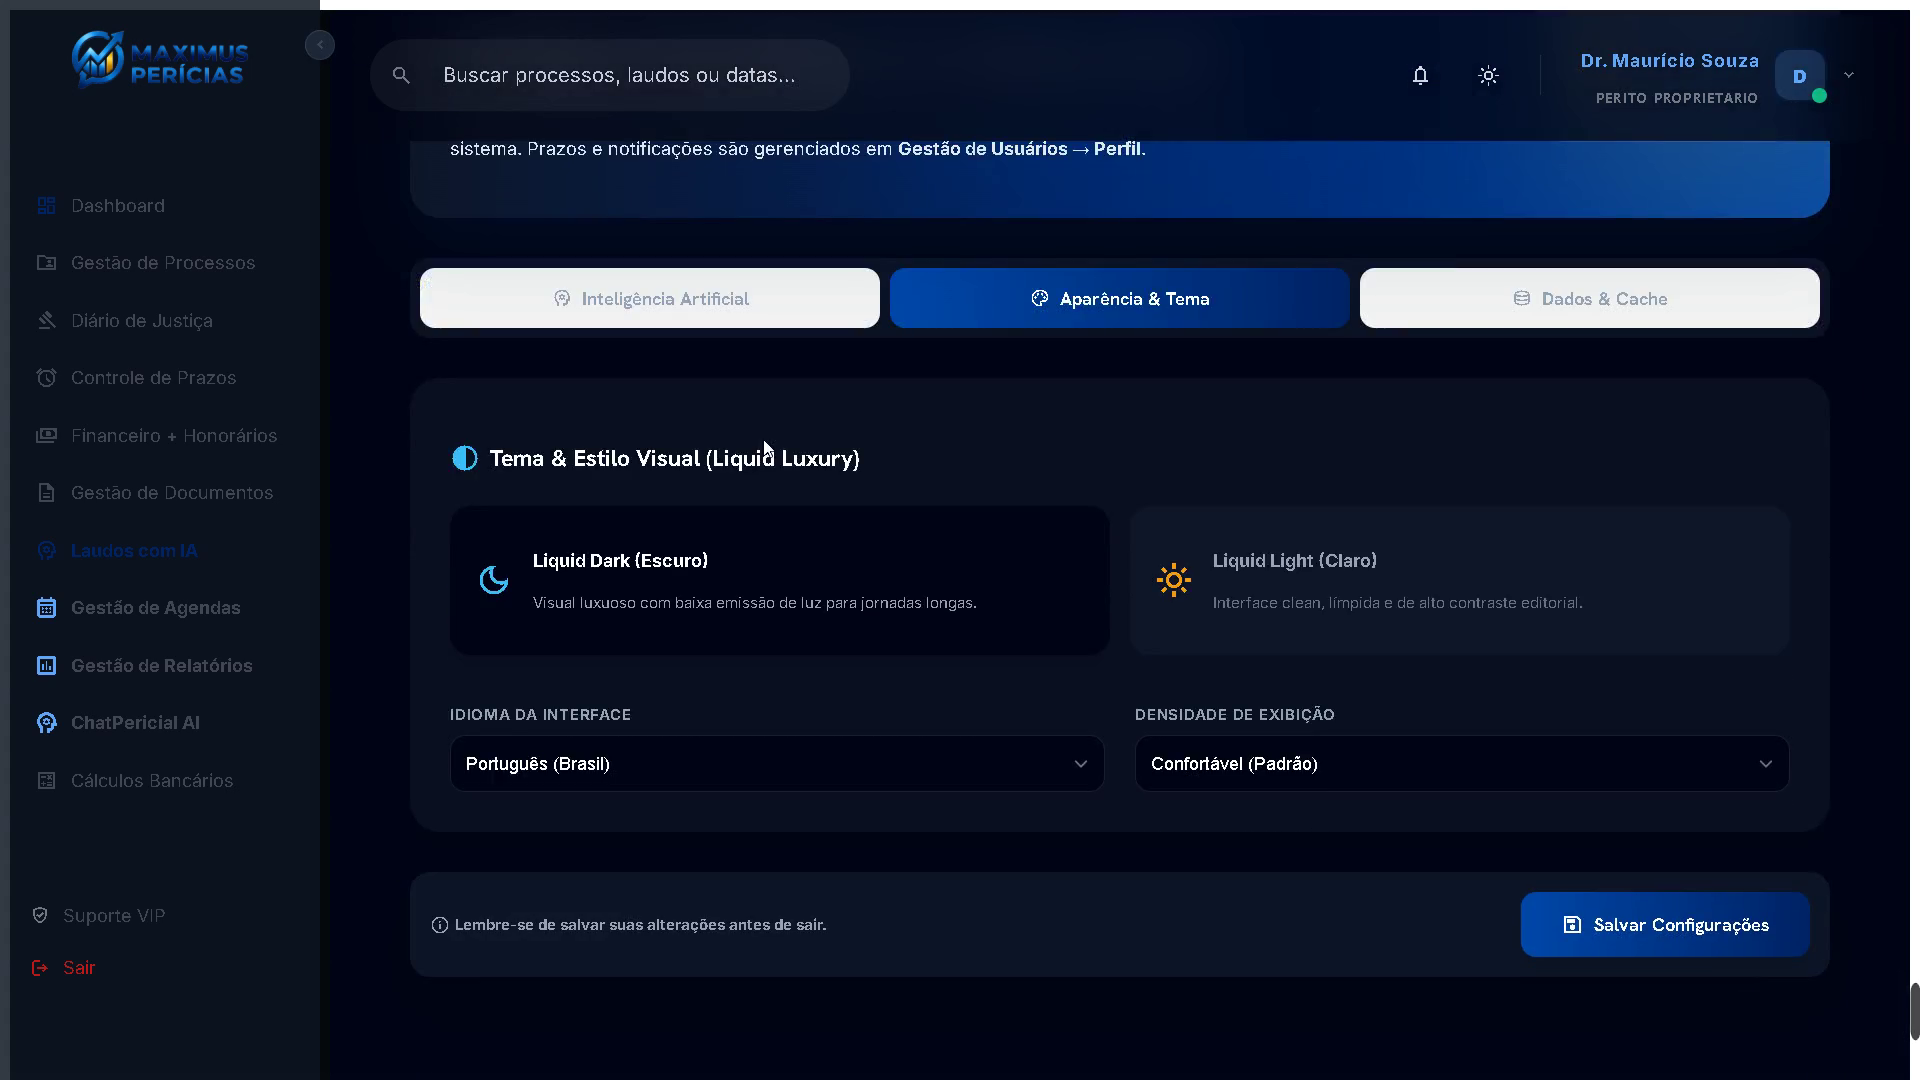 MAXIMUS
PERÍCIAS
Buscar processos, laudos ou datas...
Dr. Maurício Souza
PERITO PROPRIETARIO
D
Dashboard
Gestão de Processos
Diário de Justiça
Controle de Prazos
Financeiro + Honorários
Gestão de Documentos
Laudos com IA
Gestão de Agendas
Gestão de Relatórios
ChatPericial AI
Cálculos Bancários
Suporte VIP
Sair
sistema. Prazos e notificações são gerenciados em Gestão de Usuários → Perfil.
Inteligência Artificial
Aparência & Tema
Dados & Cache
Tema & Estilo Visual (Liquid Luxury)
Liquid Dark (Escuro)
Visual luxuoso com baixa emissão de luz para jornadas longas.
Liquid Light (Claro)
Interface clean, límpida e de alto contraste editorial.
IDIOMA DA INTERFACE
Português (Brasil)
DENSIDADE DE EXIBIÇÃO
Confortável (Padrão)
Lembre-se de salvar suas alterações antes de sair.
Salvar Configurações